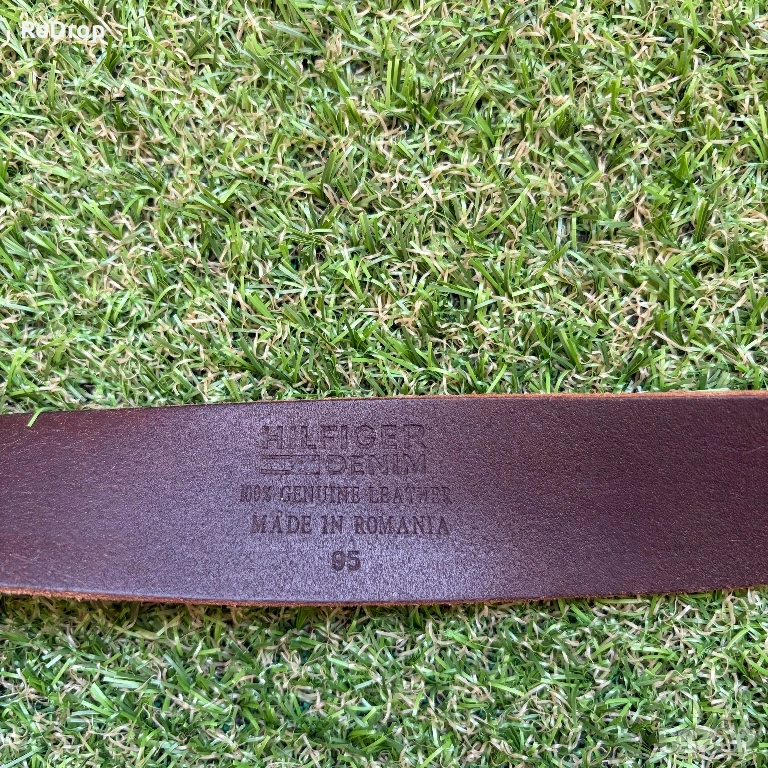 ReDrop
HILFIGER
DENIM
100% GENUINE LEATHER
MADE IN ROMANIA
95